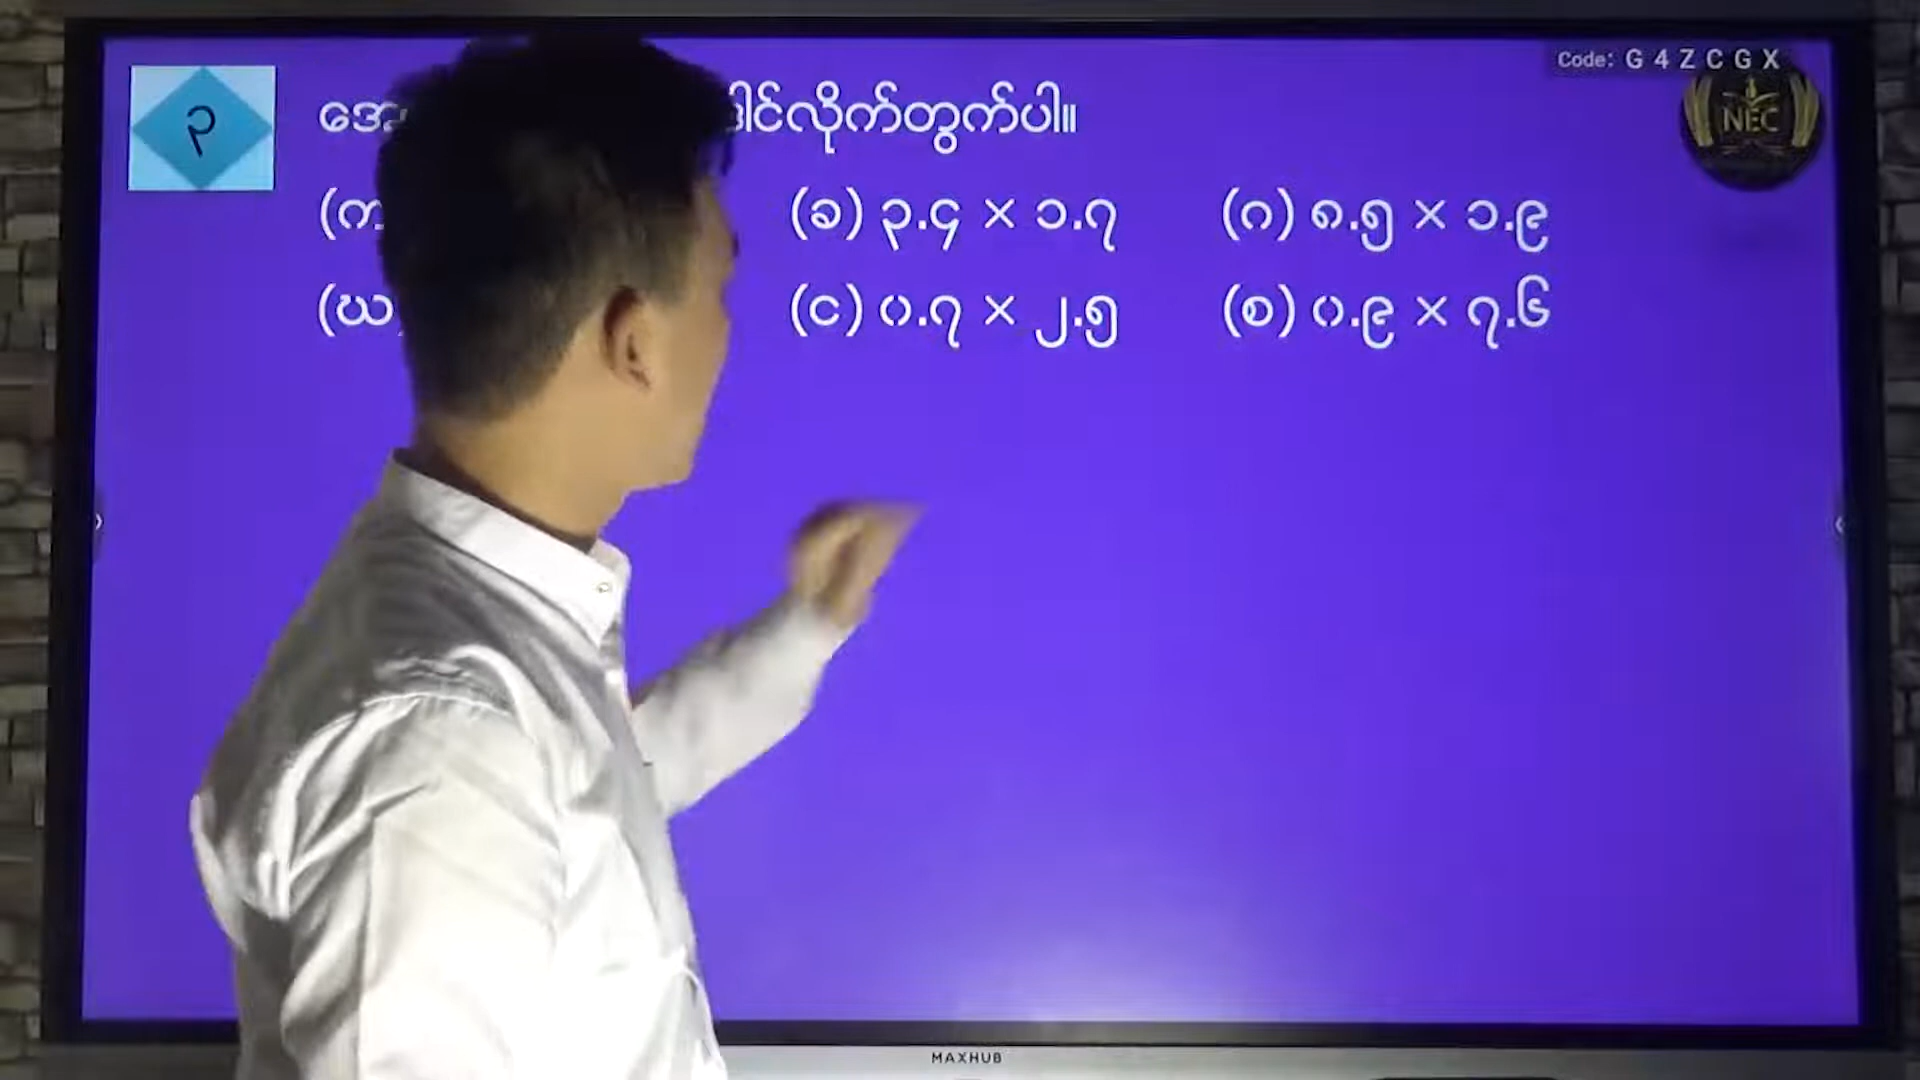 Code: G4ZCGX
NEC
၃
ဒေါင်လိုက်တွက်ပါ။
(က (ခ) ၃.၄ × ၁.၇ (ဂ) ၈.၅ × ၁.၉
(ဃ) (င) ၀.၇ × ၂.၅ (စ) ၀.၉ × ၇.၆
MAXHUB